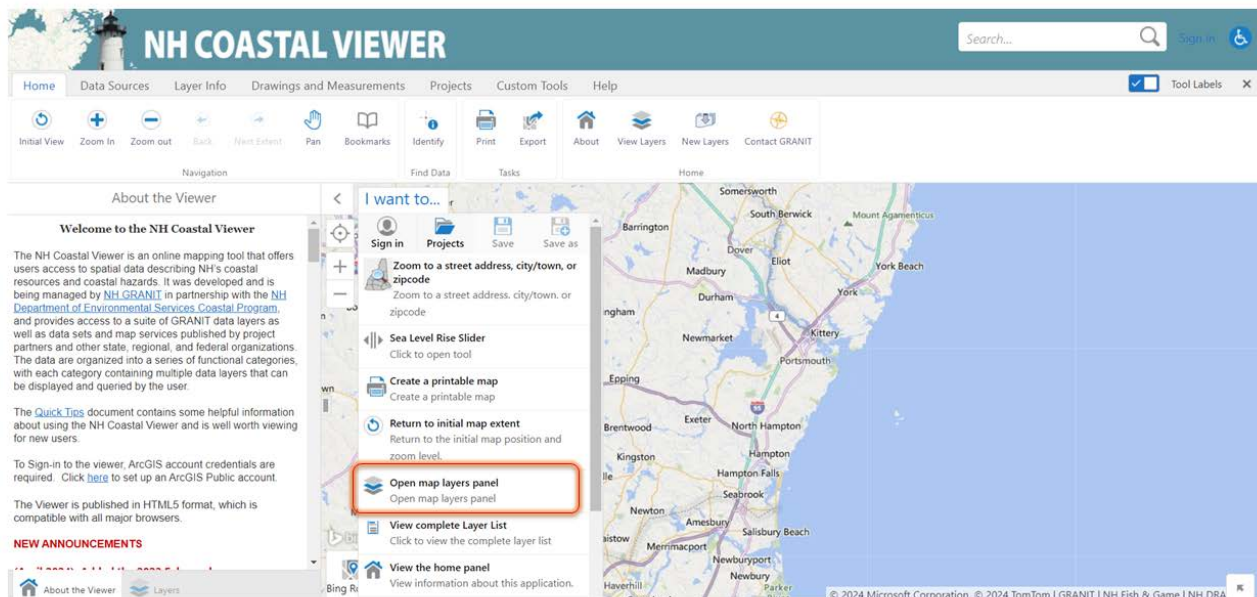 NH COASTAL VIEWER
Search...
Sign in
Home Data Sources Layer Info Drawings and Measurements Projects Custom Tools Help
Tool Labels
Initial View Zoom In Zoom out Back Next Extent Pan Bookmarks Identify Print Export About View Layers New Layers Contact GRANIT
Navigation Find Data Tasks Home
About the Viewer
Welcome to the NH Coastal Viewer
The NH Coastal Viewer is an online mapping tool that offers
users access to spatial data describing NH's coastal
resources and coastal hazards. It was developed and is
being managed by NH GRANIT in partnership with the NH
Department of Environmental Services Coastal Program,
and provides access to a suite of GRANIT data layers as
well as data sets and map services published by project
partners and other state, regional, and federal organizations.
The data are organized into a series of functional categories,
with each category containing multiple data layers that can
be displayed and queried by the user.
The Quick Tips document contains some helpful information
about using the NH Coastal Viewer and is well worth viewing
for new users.
To Sign-in to the viewer, ArcGIS account credentials are
required. Click here to set up an ArcGIS Public account.
The Viewer is published in HTML5 format, which is
compatible with all major browsers.
NEW ANNOUNCEMENTS
About the Viewer Layers
I want to...
Sign in Projects Save Save as
Zoom to a street address, city/town, or
zipcode
Zoom to a street address. city/town. or
zipcode
Sea Level Rise Slider
Click to open tool
Create a printable map
Create a printable map
Return to initial map extent
Return to the initial map position and
zoom level.
Open map layers panel
Open map layers panel
View complete Layer List
Click to view the complete layer list
View the home panel
View information about this application.
Somersworth
South Berwick
Mount Agamenticus
Barrington
Dover
Eliot
York Beach
Madbury
York
Durham
ngham
4
Kittery
Newmarket
Portsmouth
Epping
wn
95
Exeter
North Hampton
Brentwood
Kingston
Hampton
Hampton Falls
lle
Seabrook
Newton
Amesbury
Salisbury Beach
aistow
Merrimacport
Newburyport
Newbury
Haverhill
Parker
Bing R
© 2024 Microsoft Corporation, © 2024 TomTom | GRANIT | NH Fish & Game | NH DRA